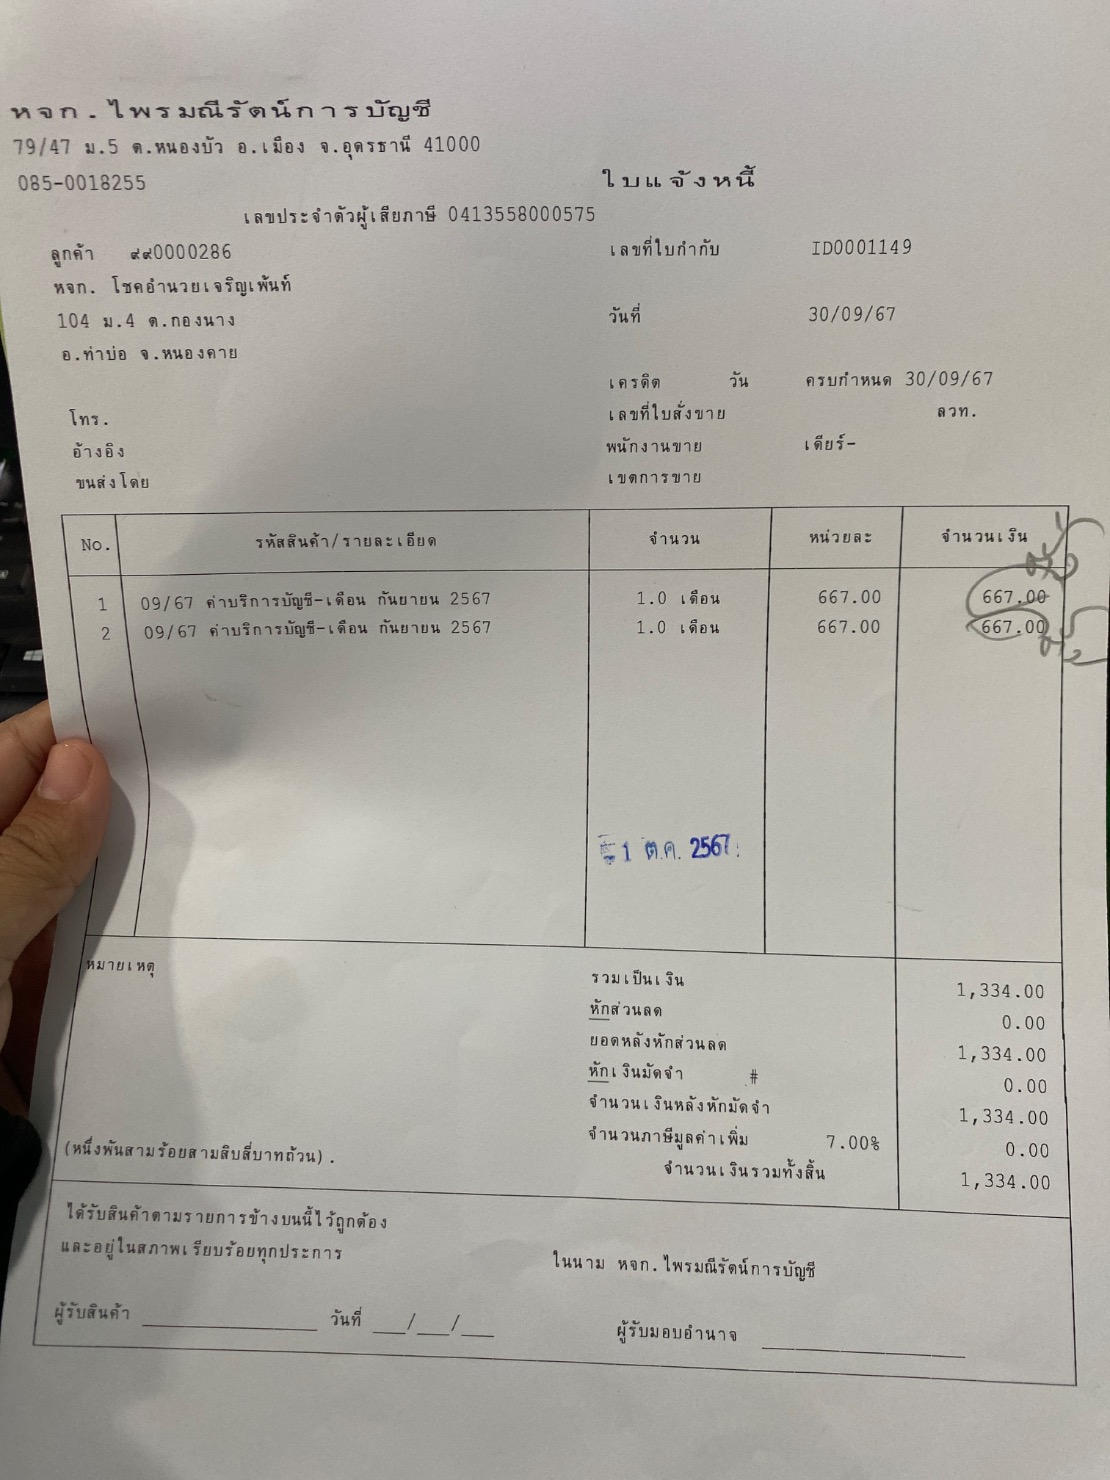 หจก.ไพรมณีรัตน์การบัญชี
79/47 ม.5 ต.หนองบัว อ.เมือง จ.อุดรธานี 41000
085-0018255
ใบแจ้งหนี้
เลขประจำตัวผู้เสียภาษี 0413558000575
ลูกค้า ๙๙0000286
เลขที่ใบกำกับ ID0001149
หจก. โชคอำนวยเจริญเพ้นท์
104 ม.4 ต.กองนาง
วันที่ 30/09/67
อ.ท่าบ่อ จ.หนองคาย
เครดิต วัน ครบกำหนด 30/09/67
โทร.
เลขที่ใบสั่งขาย ลวท.
อ้างอิง
พนักงานขาย เดียร์-
ขนส่งโดย
เขตการขาย
No. รหัสสินค้า/รายละเอียด จำนวน หน่วยละ จำนวนเงิน
1 09/67 ค่าบริการบัญชี-เดือน กันยายน 2567 1.0 เดือน 667.00 667.00
2 09/67 ค่าบริการบัญชี-เดือน กันยายน 2567 1.0 เดือน 667.00 667.00
1 ต.ค. 2567
หมายเหตุ
รวมเป็นเงิน 1,334.00
หักส่วนลด 0.00
ยอดหลังหักส่วนลด 1,334.00
หักเงินมัดจำ # 0.00
จำนวนเงินหลังหักมัดจำ 1,334.00
จำนวนภาษีมูลค่าเพิ่ม 7.00% 0.00
(หนึ่งพันสามร้อยสามสิบสี่บาทถ้วน).
จำนวนเงินรวมทั้งสิ้น 1,334.00
ได้รับสินค้าตามรายการข้างบนนี้ไว้ถูกต้อง
และอยู่ในสภาพเรียบร้อยทุกประการ
ในนาม หจก.ไพรมณีรัตน์การบัญชี
ผู้รับสินค้า วันที่ __/__/__
ผู้รับมอบอำนาจ